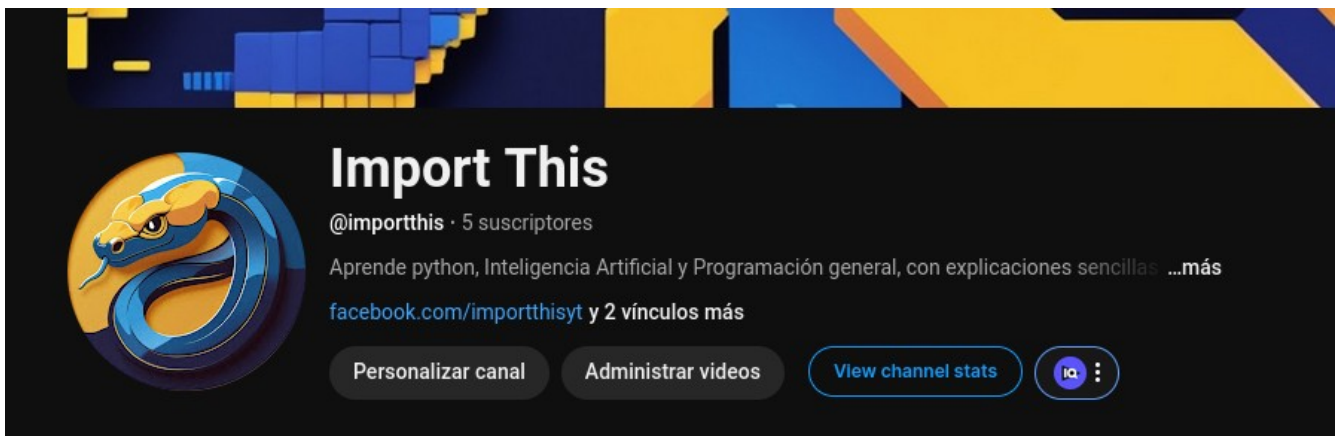 Import This
@importthis · 5 suscriptores
Aprende python, Inteligencia Artificial y Programación general, con explicaciones sencillas ...más
facebook.com/importthisyt y 2 vínculos más
Personalizar canal Administrar videos View channel stats IQ